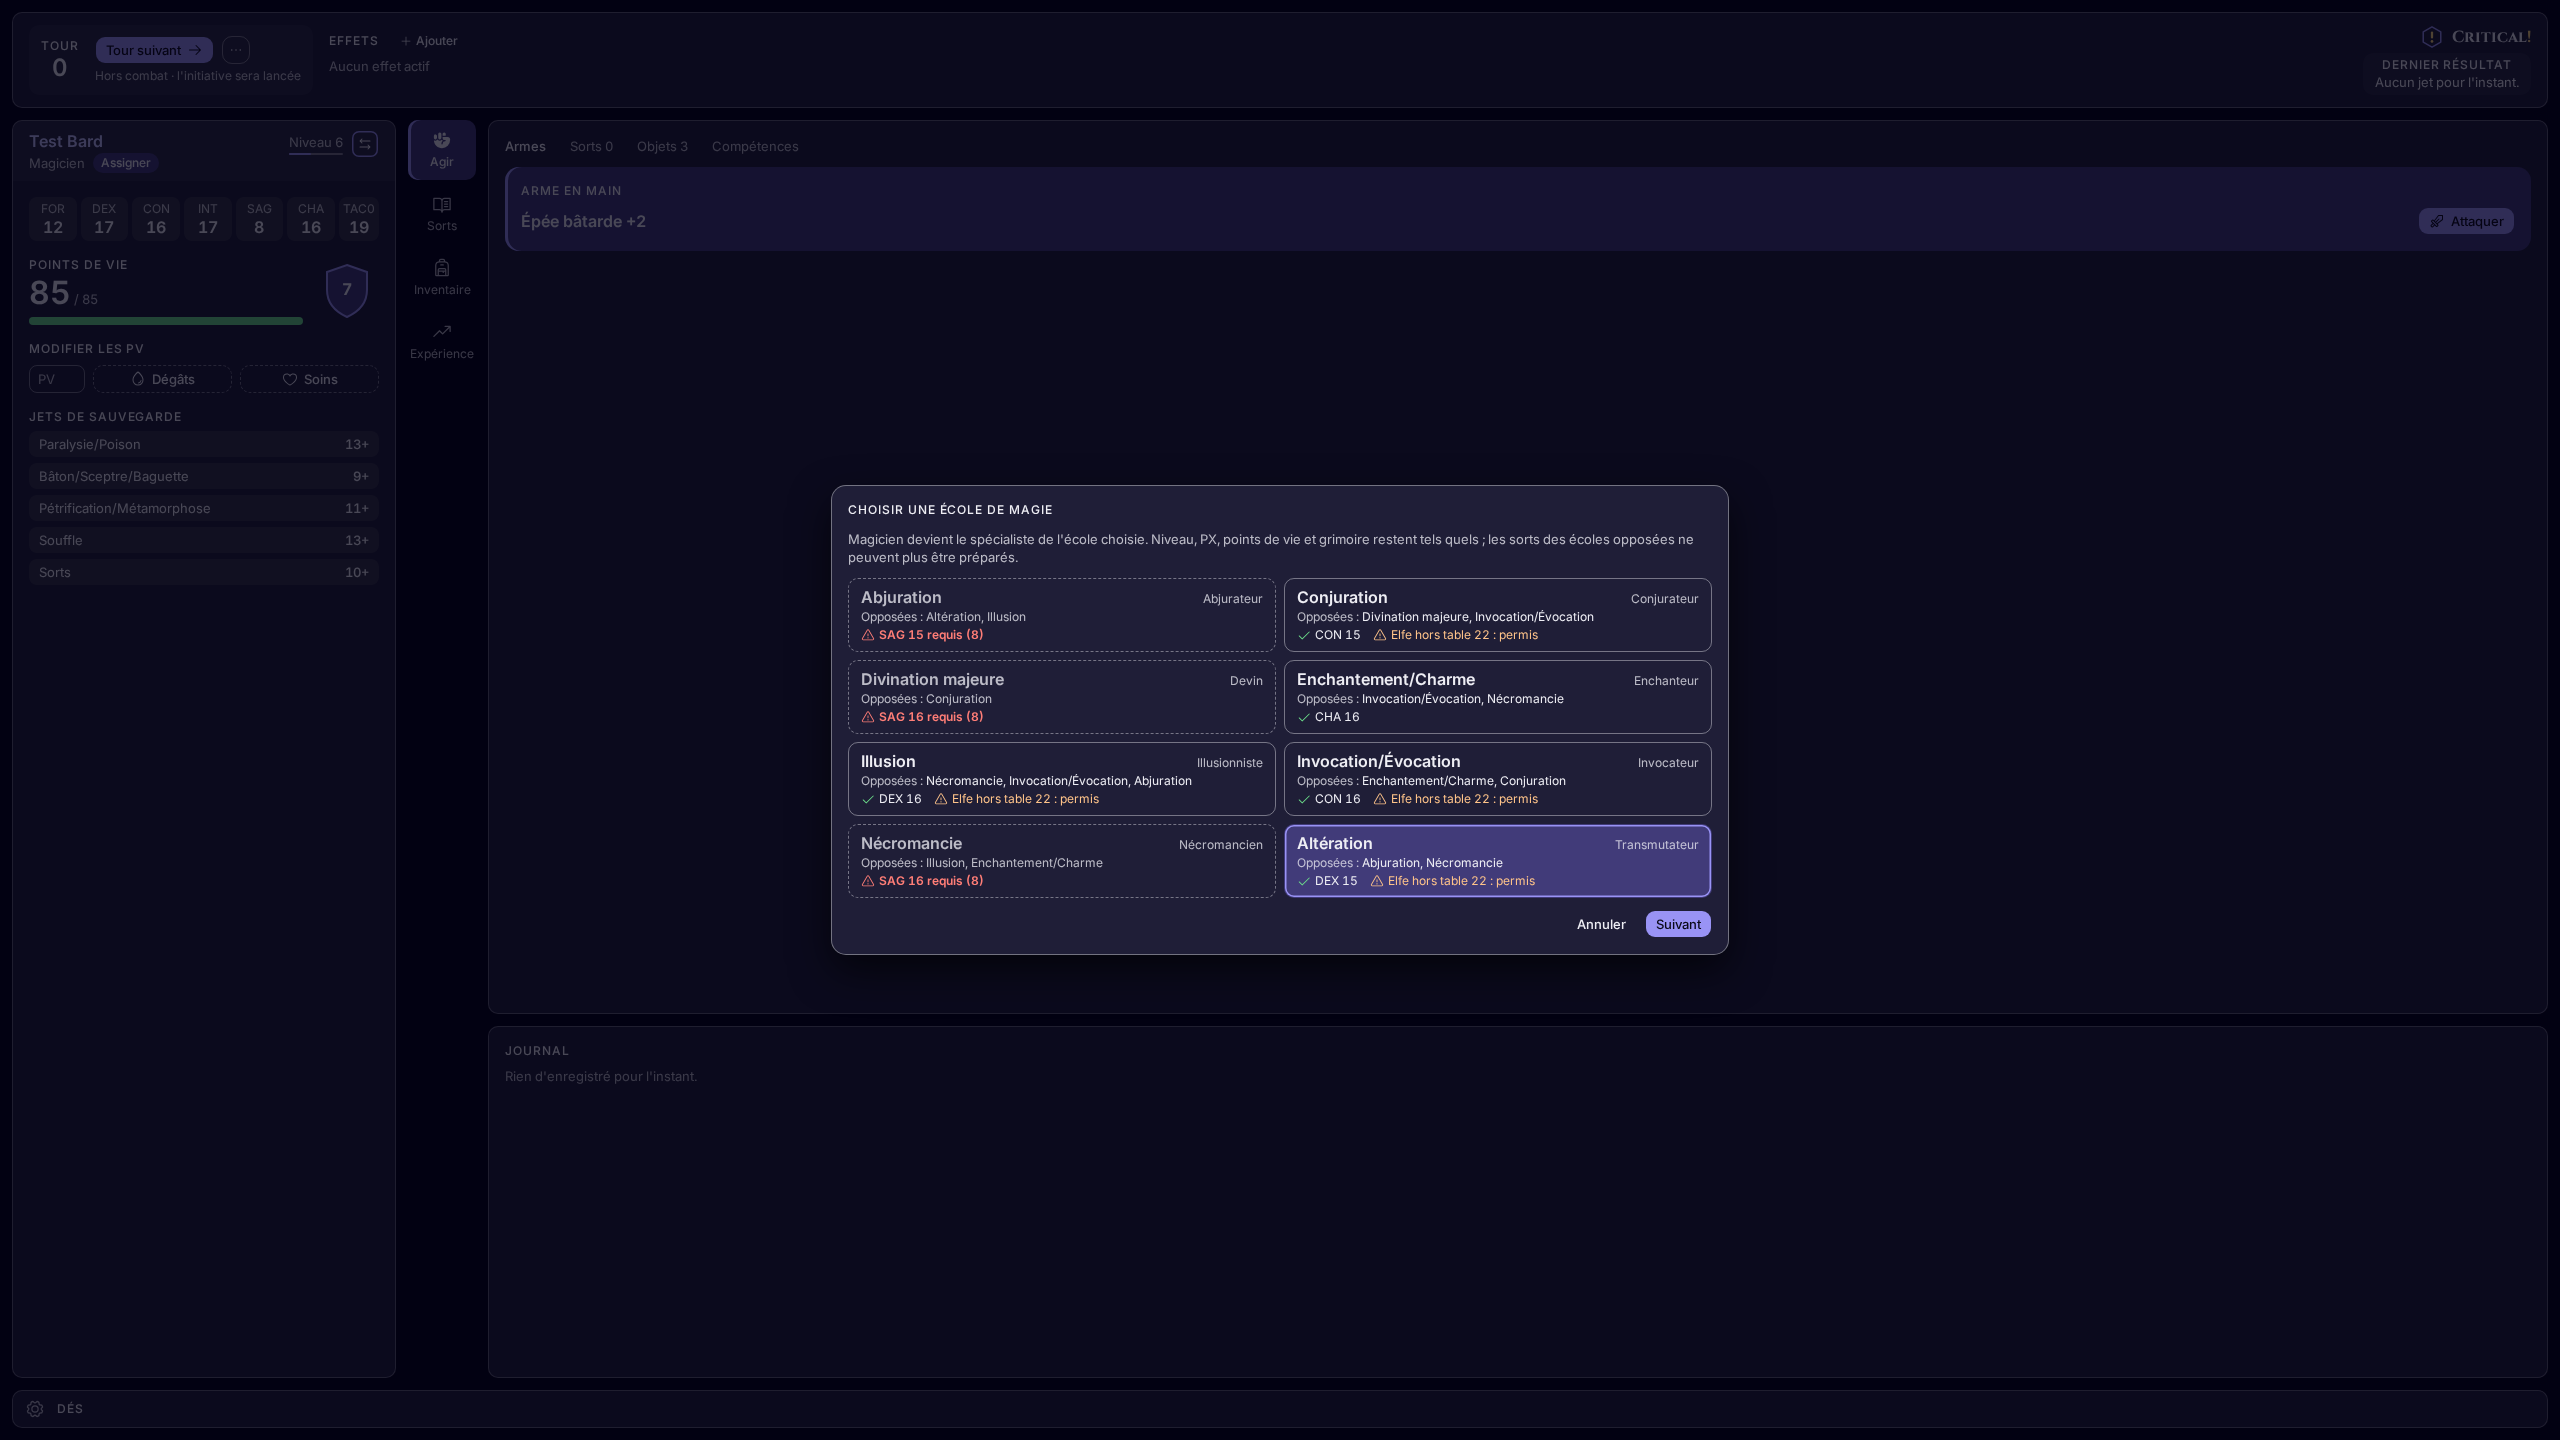 TOUR
0
Tour suivant
Hors combat · l'initiative sera lancée
EFFETS
Ajouter
Aucun effet actif
CRITICAL!
DERNIER RÉSULTAT
Aucun jet pour l'instant.
Test Bard
Niveau 6
Magicien
Assigner
FOR DEX CON INT SAG CHA TAC0
12 17 16 17 8 16 19
POINTS DE VIE
85 / 85
7
MODIFIER LES PV
PV
Dégâts
Soins
JETS DE SAUVEGARDE
Paralysie/Poison 13+
Bâton/Sceptre/Baguette 9+
Pétrification/Métamorphose 11+
Souffle 13+
Sorts 10+
Agir
Sorts
Inventaire
Expérience
Armes Sorts 0 Objets 3 Compétences
ARME EN MAIN
Épée bâtarde +2
Attaquer
CHOISIR UNE ÉCOLE DE MAGIE
Magicien devient le spécialiste de l'école choisie. Niveau, PX, points de vie et grimoire restent tels quels ; les sorts des écoles opposées ne
peuvent plus être préparés.
Abjuration Abjurateur
Opposées : Altération, Illusion
SAG 15 requis (8)
Conjuration Conjurateur
Opposées : Divination majeure, Invocation/Évocation
CON 15 Elfe hors table 22 : permis
Divination majeure Devin
Opposées : Conjuration
SAG 16 requis (8)
Enchantement/Charme Enchanteur
Opposées : Invocation/Évocation, Nécromancie
CHA 16
Illusion Illusionniste
Opposées : Nécromancie, Invocation/Évocation, Abjuration
DEX 16 Elfe hors table 22 : permis
Invocation/Évocation Invocateur
Opposées : Enchantement/Charme, Conjuration
CON 16 Elfe hors table 22 : permis
Nécromancie Nécromancien
Opposées : Illusion, Enchantement/Charme
SAG 16 requis (8)
Altération Transmutateur
Opposées : Abjuration, Nécromancie
DEX 15 Elfe hors table 22 : permis
Annuler
Suivant
JOURNAL
Rien d'enregistré pour l'instant.
DÉS